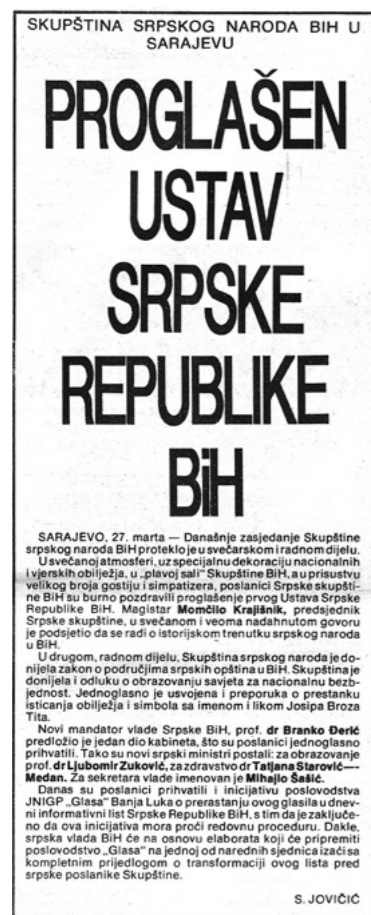 SKUPŠTINA SRPSKOG NARODA BIH U
SARAJEVU
PROGLAŠEN
USTAV
SRPSKE
REPUBLIKE
BiH
SARAJEVO, 27. marta — Današnje zasjedanje Skupštine
srpskog naroda BiH proteklo je u svečarskom i radnom dijelu.
U svečanoj atmosferi, uz specijalnu dekoraciju nacionalnih
i vjerskih obilježja, u „plavoj sali” Skupštine BiH, a u prisustvu
velikog broja gostiju i simpatizera, poslanici Srpske skupšti-
ne BiH su burno pozdravili proglašenje prvog Ustava Srpske
Republike BiH. Magistar Momčilo Krajišnik, predsjednik
Srpske skupštine, u svečanom i veoma nadahnutom govoru
je podsjetio da se radi o istorijskom trenutku srpskog naroda
u BiH.
U drugom, radnom dijelu, Skupština srpskog naroda je do-
nijela zakon o područjima srpskih opština u BiH. Skupština je
donijela i odluku o obrazovanju savjeta za nacionalnu bezb-
jednost. Jednoglasno je usvojena i preporuka o prestanku
isticanja obilježja i simbola sa imenom i likom Josipa Broza
Tita.
Novi mandator vlade Srpske BiH, prof. dr Branko Đerić
predložio je jedan dio kabineta, što su poslanici jednoglasno
prihvatili. Tako su novi srpski ministri postali: za obrazovanje
prof. dr Ljubomir Zuković, za zdravstvo dr Tatjana Starović—
Medan. Za sekretara vlade imenovan je Mihajlo Šašić.
Danas su poslanici prihvatili i inicijativu poslovodstva
JNIGP „Glasa” Banja Luka o prerastanju ovog glasila u dnev-
ni informativni list Srpske Republike BiH, s tim da je zaključe-
no da ova inicijativa mora proći redovnu proceduru. Dakle,
srpska vlada BiH će na osnovu elaborata koji će pripremiti
poslovodstvo „Glasa” na jednoj od narednih sjednica izaći sa
kompletnim prijedlogom o transformaciji ovog lista pred
srpske poslanike Skupštine.
S. JOVIČIĆ